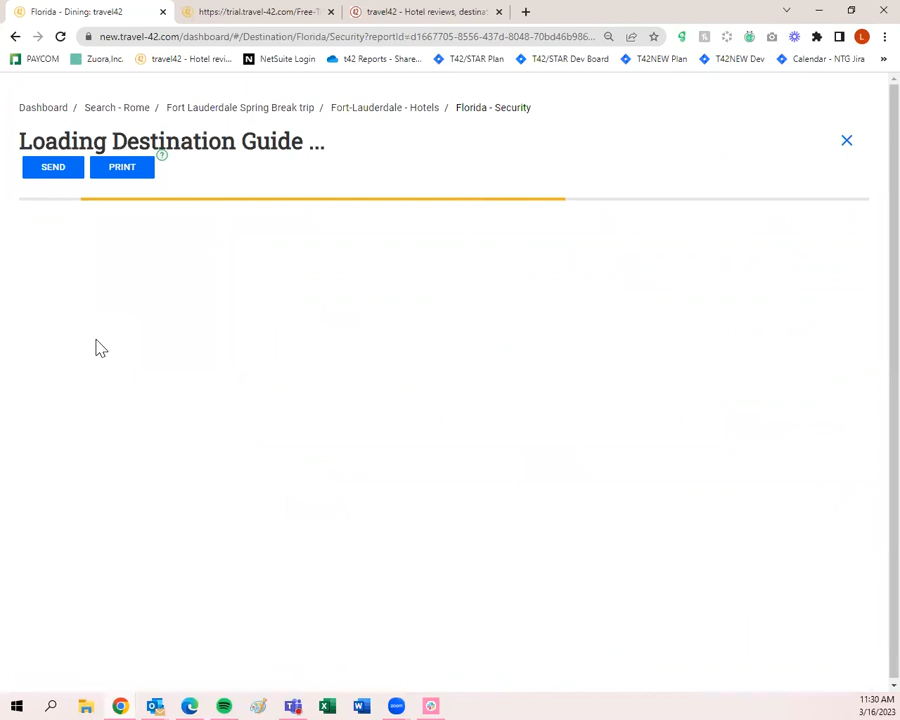 Florida - Dining: travel42
https://trial.travel-42.com/Free-T
travel42 - Hotel reviews, destinat
new.travel-42.com/dashboard/#/Destination/Florida/Security?reportId=d1667705-8556-437d-8048-70bd46b986...
PAYCOM
Zuora,Inc.
travel42 - Hotel revi...
NetSuite Login
t42 Reports - Share...
T42/STAR Plan
T42/STAR Dev Board
T42NEW Plan
T42NEW Dev
Calendar - NTG Jira
»
Dashboard / Search - Rome / Fort Lauderdale Spring Break trip / Fort-Lauderdale - Hotels / Florida - Security
Loading Destination Guide ...
SEND
PRINT
?
11:30 AM
3/16/2023